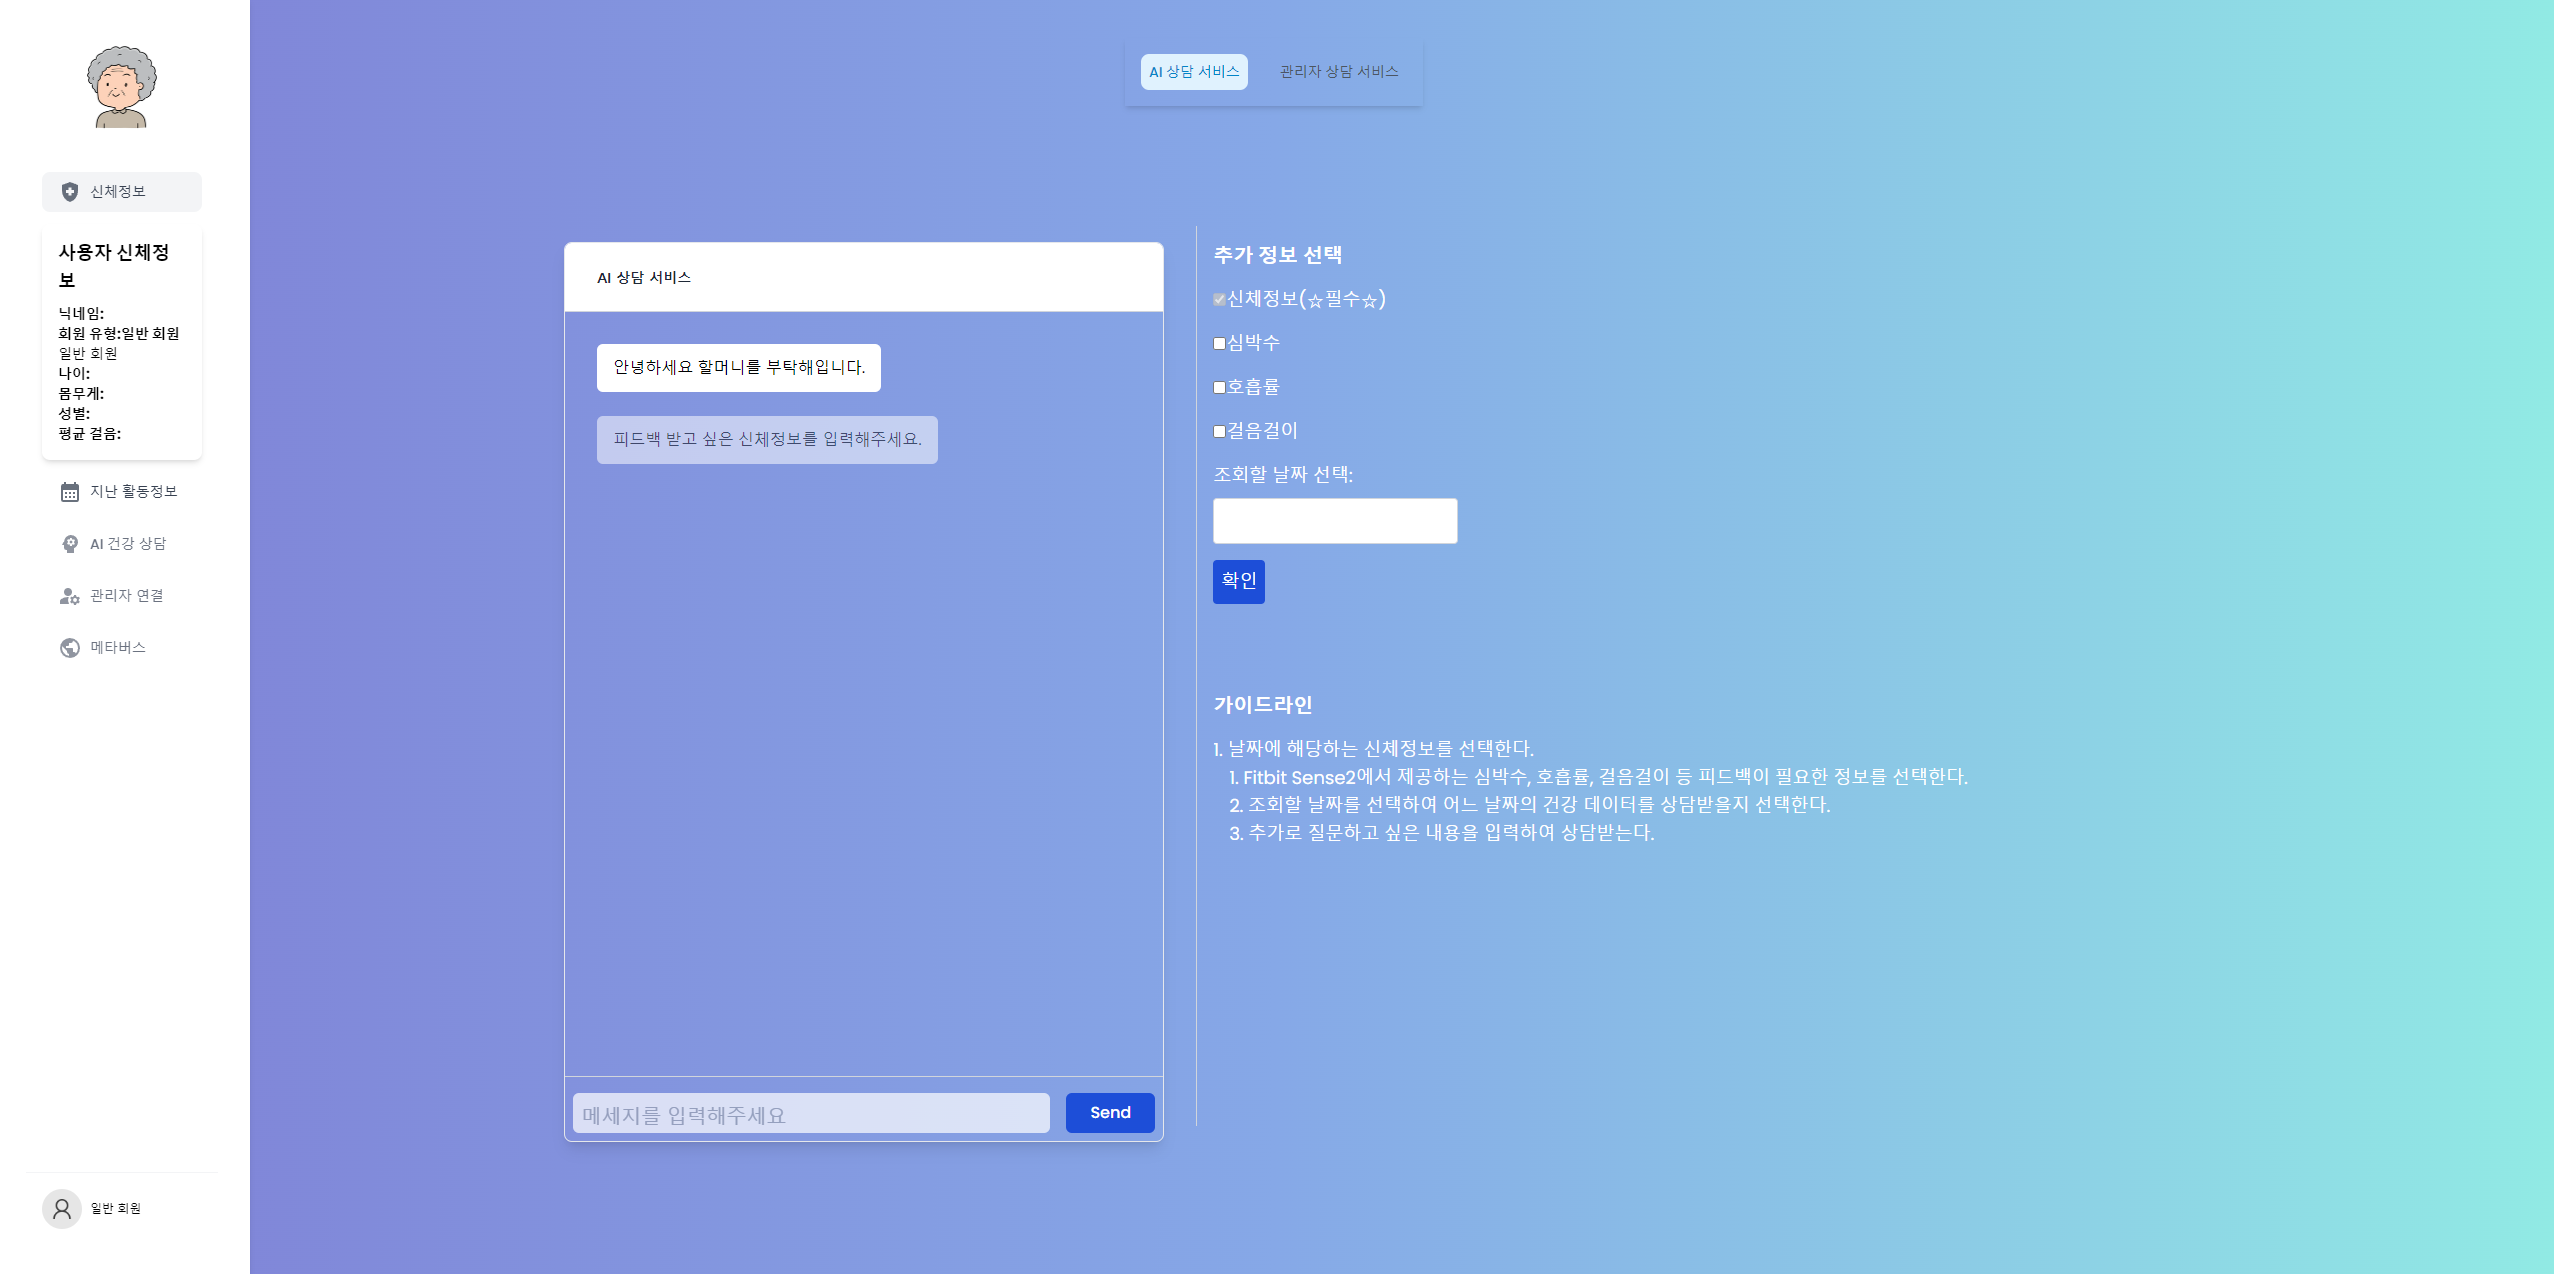 신체정보
사용자 신체정
보
닉네임:
회원 유형:일반 회원
일반 회원
나이:
몸무게:
성별:
평균 걸음:
지난 활동정보
AI 건강 상담
관리자 연결
메타버스
일반 회원
AI 상담 서비스
관리자 상담 서비스
AI 상담 서비스
안녕하세요 할머니를 부탁해입니다.
피드백 받고 싶은 신체정보를 입력해주세요.
메세지를 입력해주세요
Send
추가 정보 선택
신체정보(☆필수☆)
심박수
호흡률
걸음걸이
조회할 날짜 선택:
확인
가이드라인
1. 날짜에 해당하는 신체정보를 선택한다.
1. Fitbit Sense2에서 제공하는 심박수, 호흡률, 걸음걸이 등 피드백이 필요한 정보를 선택한다.
2. 조회할 날짜를 선택하여 어느 날짜의 건강 데이터를 상담받을지 선택한다.
3. 추가로 질문하고 싶은 내용을 입력하여 상담받는다.